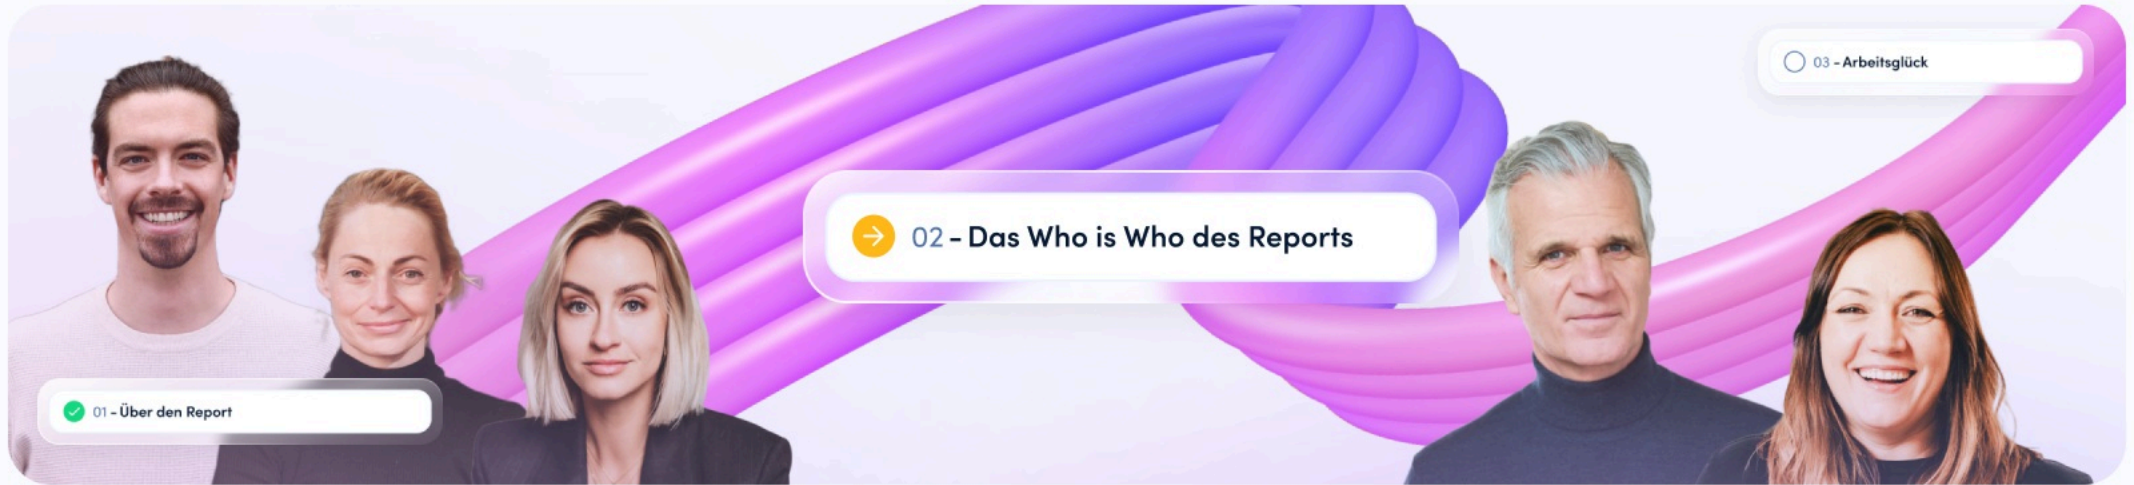 01 - Über den Report
02 - Das Who is Who des Reports
03 - Arbeitsglück